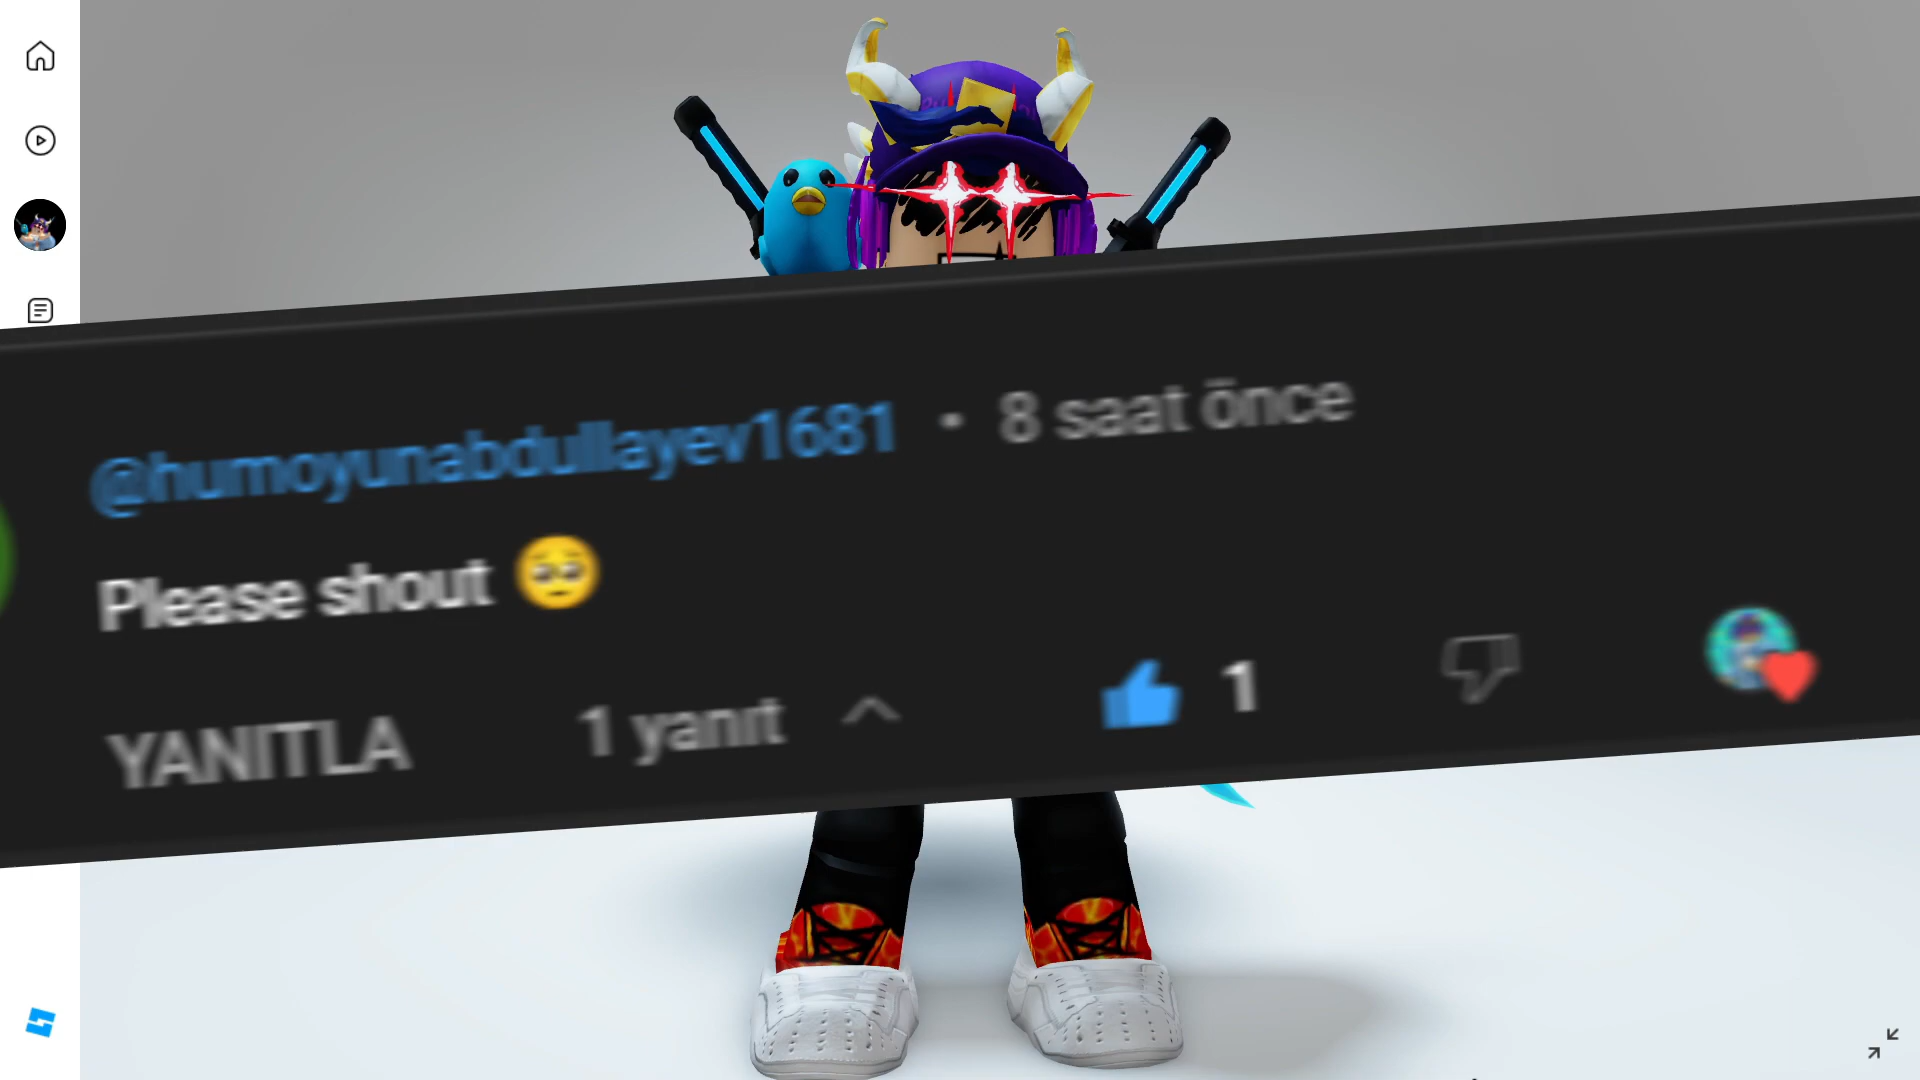 @humoyunabdullayev1681 • 8 saat önce
Please shout 🥺
YANITLA 1 yanıt 1